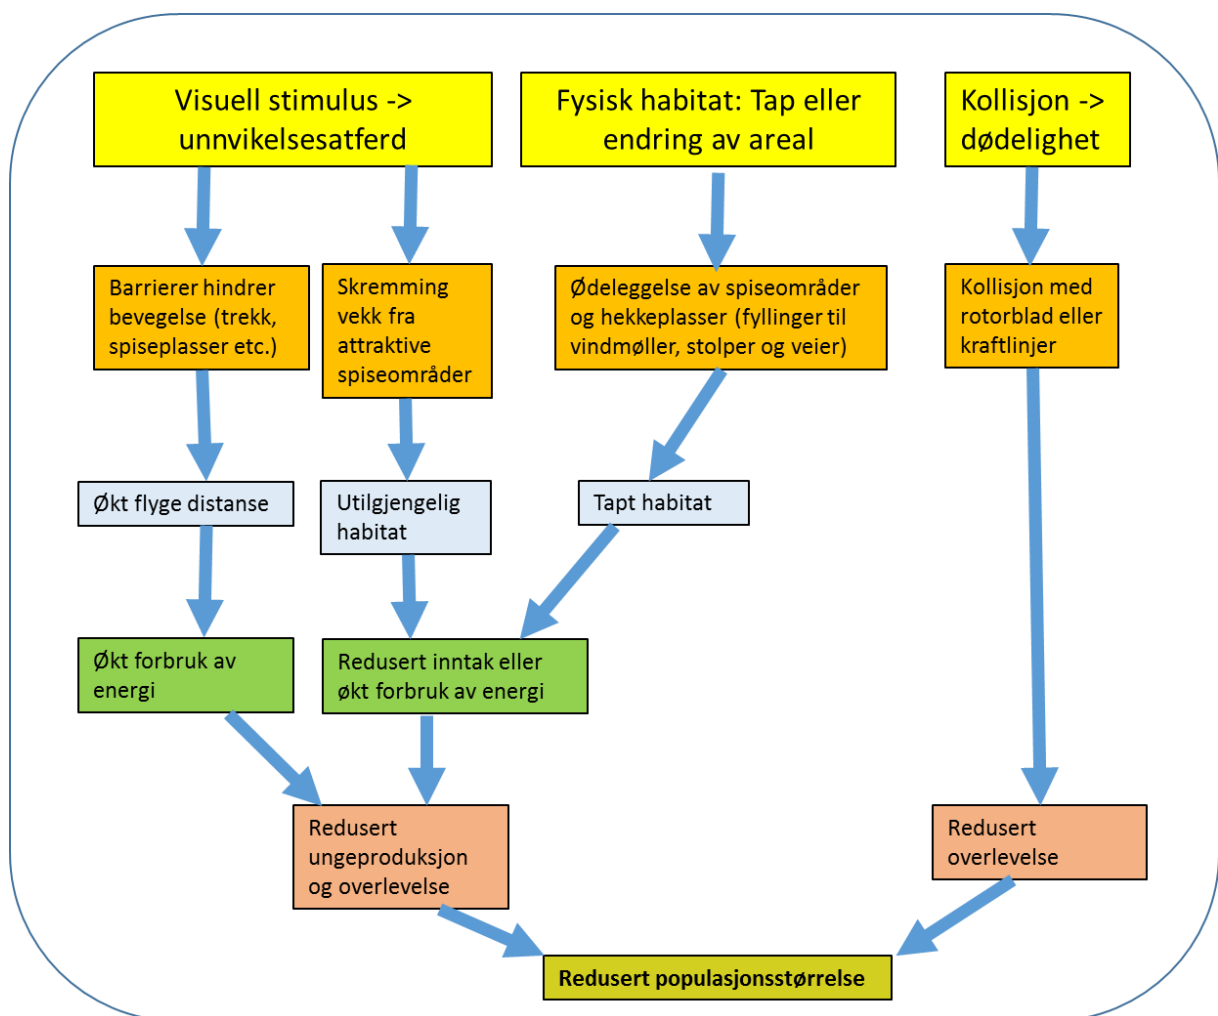 Visuell stimulus ->
unnvikelsesatferd
Fysisk habitat: Tap eller
endring av areal
Kollisjon ->
dødelighet
Barrierer hindrer
bevegelse (trekk,
spiseplasser etc.)
Skremming
vekk fra
attraktive
spiseområder
Ødeleggelse av spiseområder
og hekkeplasser (fyllinger til
vindmøller, stolper og veier)
Kollisjon med
rotorblad eller
kraftlinjer
Økt flyge distanse
Utilgjengelig
habitat
Tapt habitat
Økt forbruk av
energi
Redusert inntak eller
økt forbruk av energi
Redusert
ungeproduksjon
og overlevelse
Redusert
overlevelse
Redusert populasjonsstørrelse